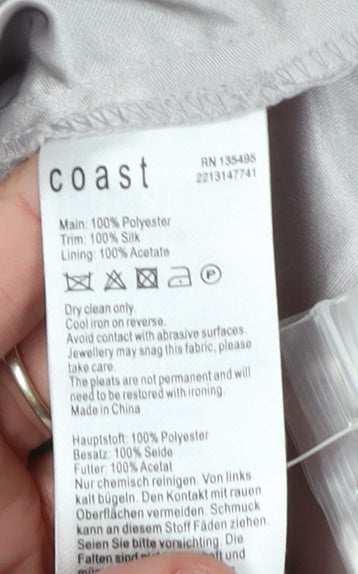 coast
RN 135495
2213147741
Main: 100% Polyester
Trim: 100% Silk
Lining: 100% Acetate
P
Dry clean only
Cool iron on reverse.
Avoid contact with abrasive surfaces.
Jewellery may snag this fabric, please
take care.
The pleats are not permanent and will
need to be restored with ironing.
Made in China
Hauptstoff: 100% Polyester
Besatz: 100% Seide
Futter: 100% Acetat
Nur chemisch reinigen. Von links
kalt bügeln. Den Kontakt mit rauen
Oberflächen vermeiden. Schmuck
kann an diesem Stoff Fäden ziehen.
Seien Sie bitte vorsichting. Die
Falten sind und